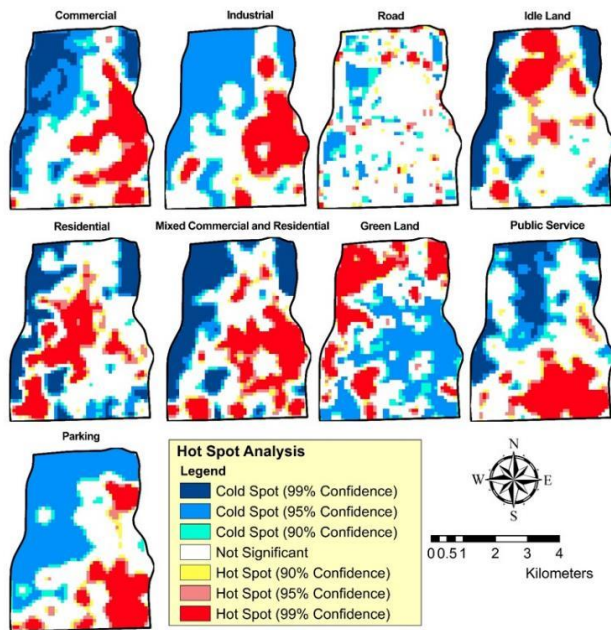 Commercial
Industrial
Road
Idle Land
Residential
Mixed Commercial and Residential
Green Land
Public Service
Parking
Hot Spot Analysis
Legend
Cold Spot (99% Confidence)
Cold Spot (95% Confidence)
Cold Spot (90% Confidence)
Not Significant
Hot Spot (90% Confidence)
Hot Spot (95% Confidence)
Hot Spot (99% Confidence)
N
W E
S
0 0.5 1 2 3 4
Kilometers